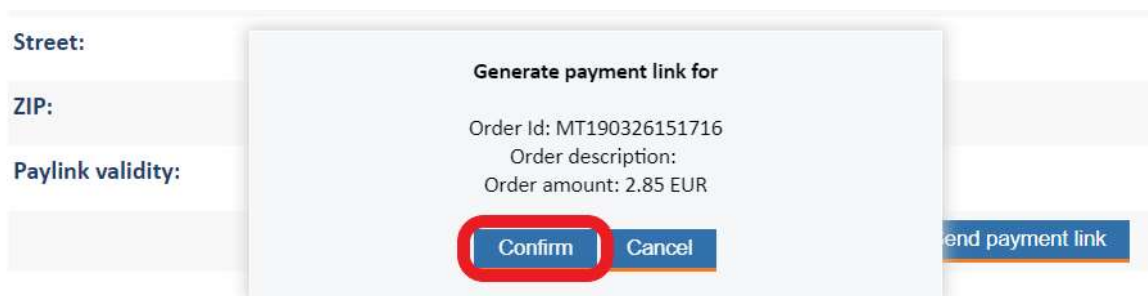 Street:
Generate payment link for
ZIP:
Order Id: MT190326151716
Order description:
Paylink validity:
Order amount: 2.85 EUR
Confirm
Cancel
end payment link